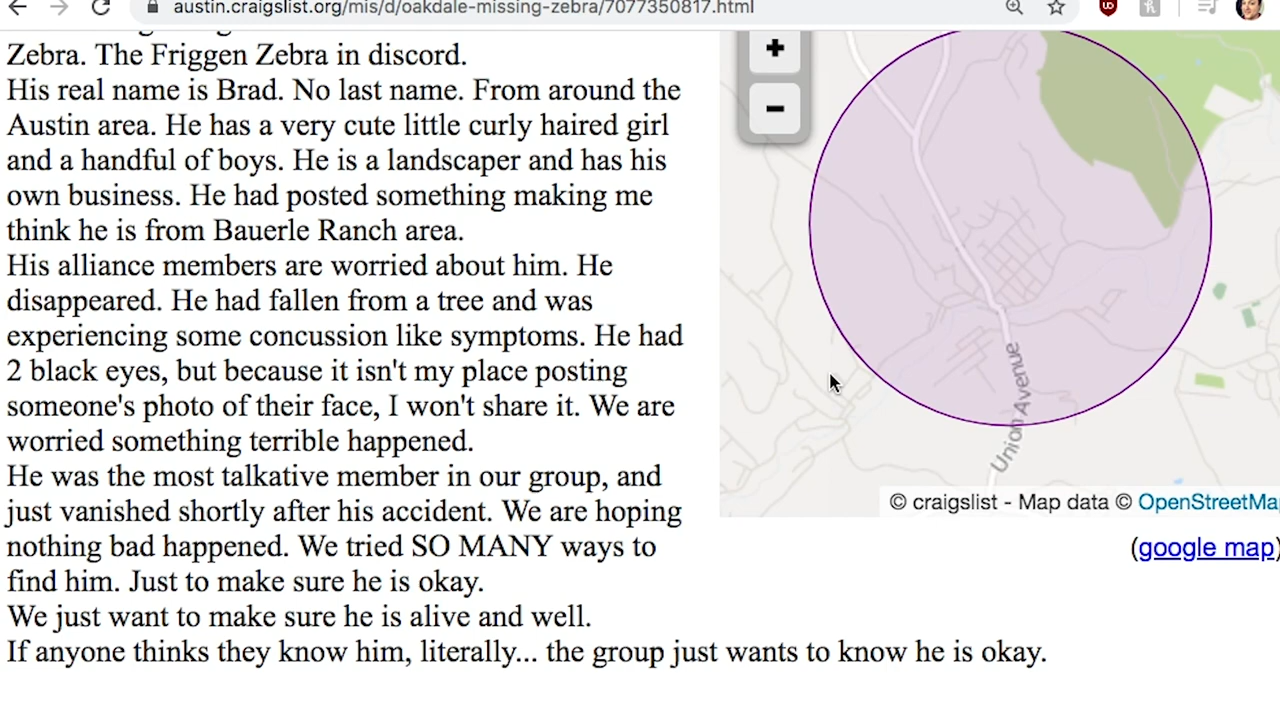 austin.craigslist.org/mis/d/oakdale-missing-zebra/7077350817.html
Zebra. The Friggen Zebra in discord.
His real name is Brad. No last name. From around the
Austin area. He has a very cute little curly haired girl
and a handful of boys. He is a landscaper and has his
own business. He had posted something making me
think he is from Bauerle Ranch area.
His alliance members are worried about him. He
disappeared. He had fallen from a tree and was
experiencing some concussion like symptoms. He had
2 black eyes, but because it isn't my place posting
someone's photo of their face, I won't share it. We are
worried something terrible happened.
He was the most talkative member in our group, and
just vanished shortly after his accident. We are hoping
nothing bad happened. We tried SO MANY ways to
find him. Just to make sure he is okay.
We just want to make sure he is alive and well.
If anyone thinks they know him, literally... the group just wants to know he is okay.
+
−
Union Avenue
© craigslist - Map data © OpenStreetMa
(google map)